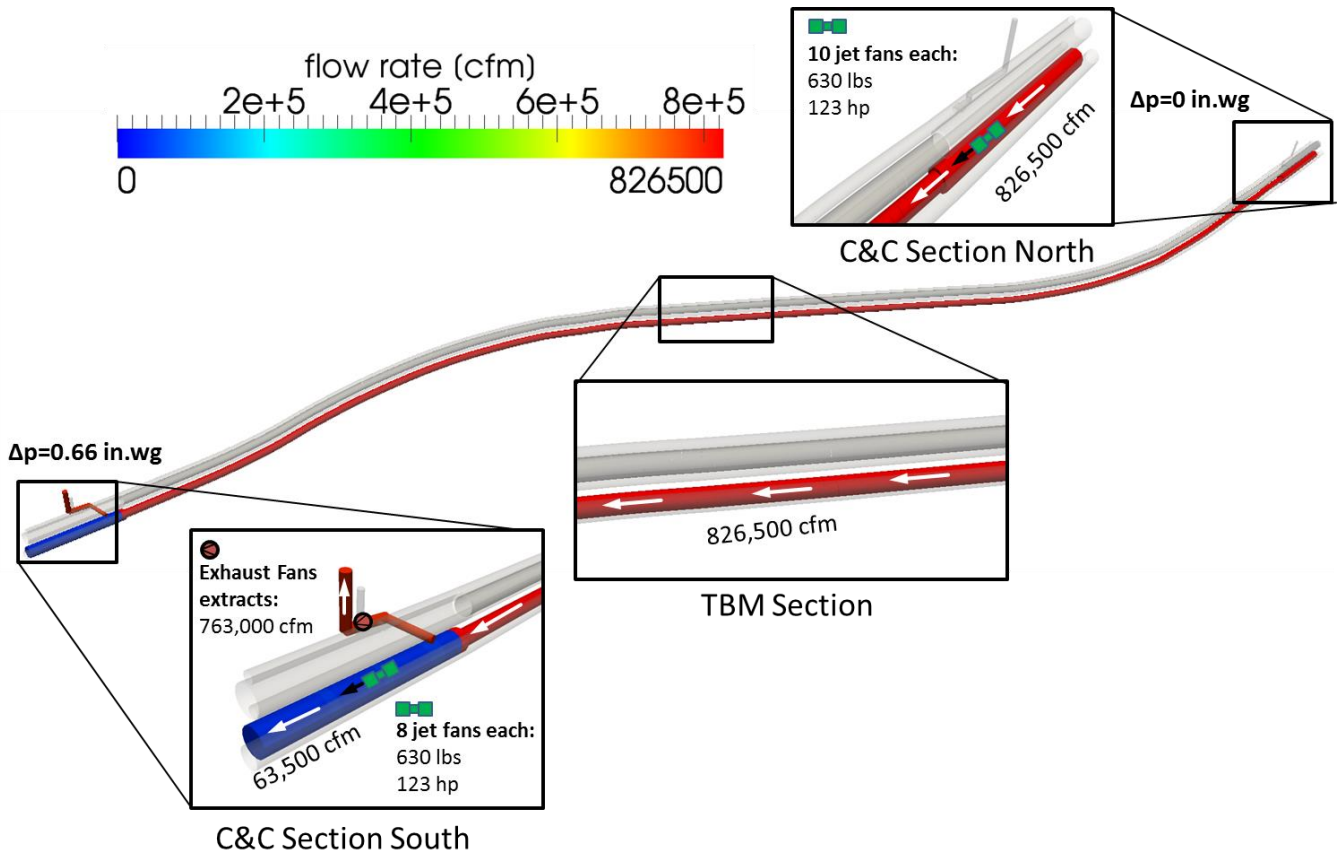 flow rate (cfm)
2e+5 4e+5 6e+5 8e+5
0 826500
10 jet fans each:
630 lbs
123 hp
826,500 cfm
Δp=0 in.wg
C&C Section North
Δp=0.66 in.wg
826,500 cfm
TBM Section
Exhaust Fans
extracts:
763,000 cfm
8 jet fans each:
630 lbs
123 hp
63,500 cfm
C&C Section South